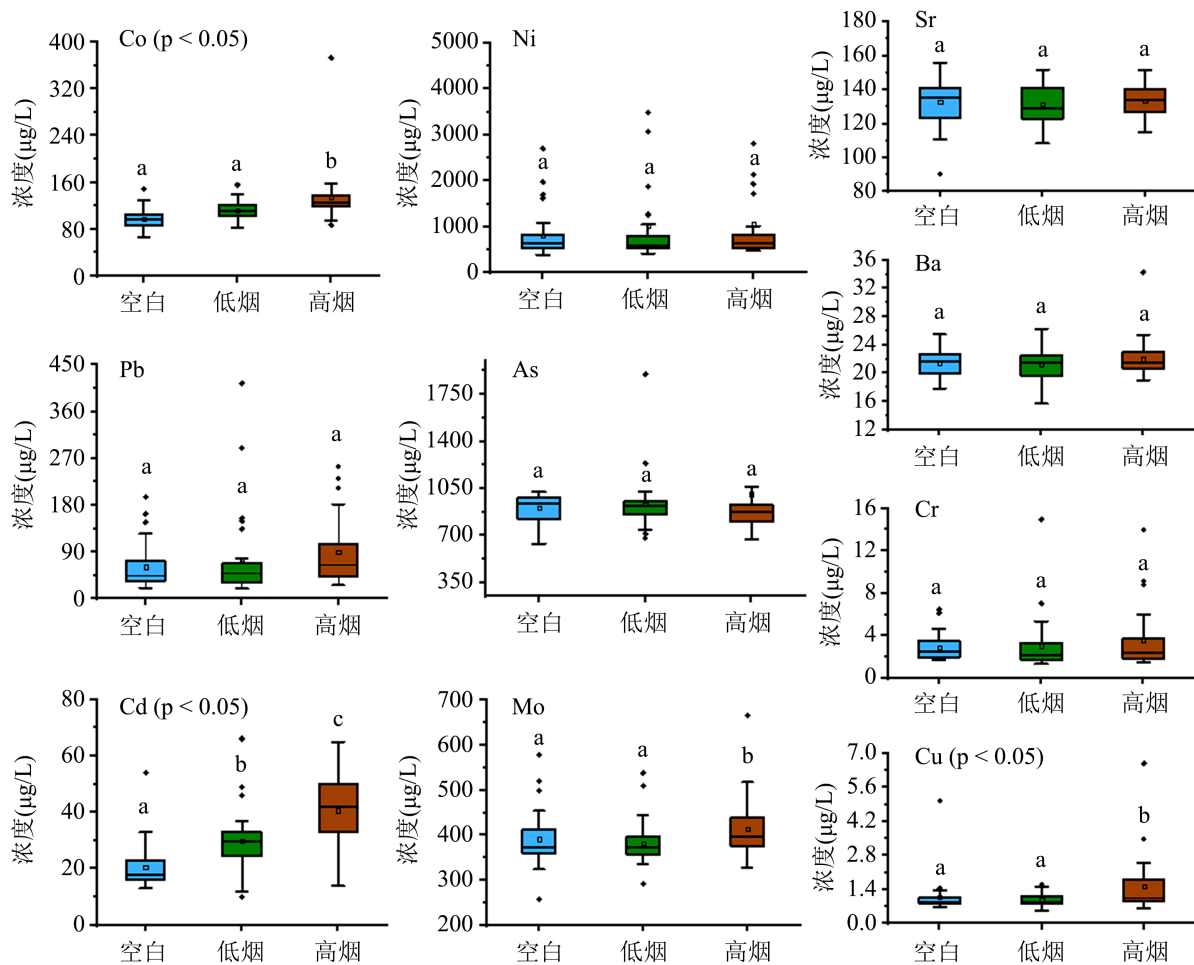 Co (p < 0.05)
浓度(μg/L)
400
320
240
160
80
0
a
a
b
空白
低烟
高烟
Ni
浓度(μg/L)
5000
4000
3000
2000
1000
0
a
a
a
空白
低烟
高烟
Sr
浓度(μg/L)
180
160
140
120
100
80
a
a
a
空白
低烟
高烟
Ba
浓度(μg/L)
36
32
28
24
20
16
12
a
a
a
空白
低烟
高烟
Pb
浓度(μg/L)
450
360
270
180
90
0
a
a
a
空白
低烟
高烟
As
浓度(μg/L)
1750
1400
1050
700
350
a
a
a
空白
低烟
高烟
Cr
浓度(μg/L)
16
12
8
4
0
a
a
a
空白
低烟
高烟
Cd (p < 0.05)
浓度(μg/L)
80
60
40
20
0
a
b
c
空白
低烟
高烟
Mo
浓度(μg/L)
700
600
500
400
300
200
a
a
b
空白
低烟
高烟
Cu (p < 0.05)
浓度(μg/L)
7.0
5.6
4.2
2.8
1.4
0.0
a
a
b
空白
低烟
高烟